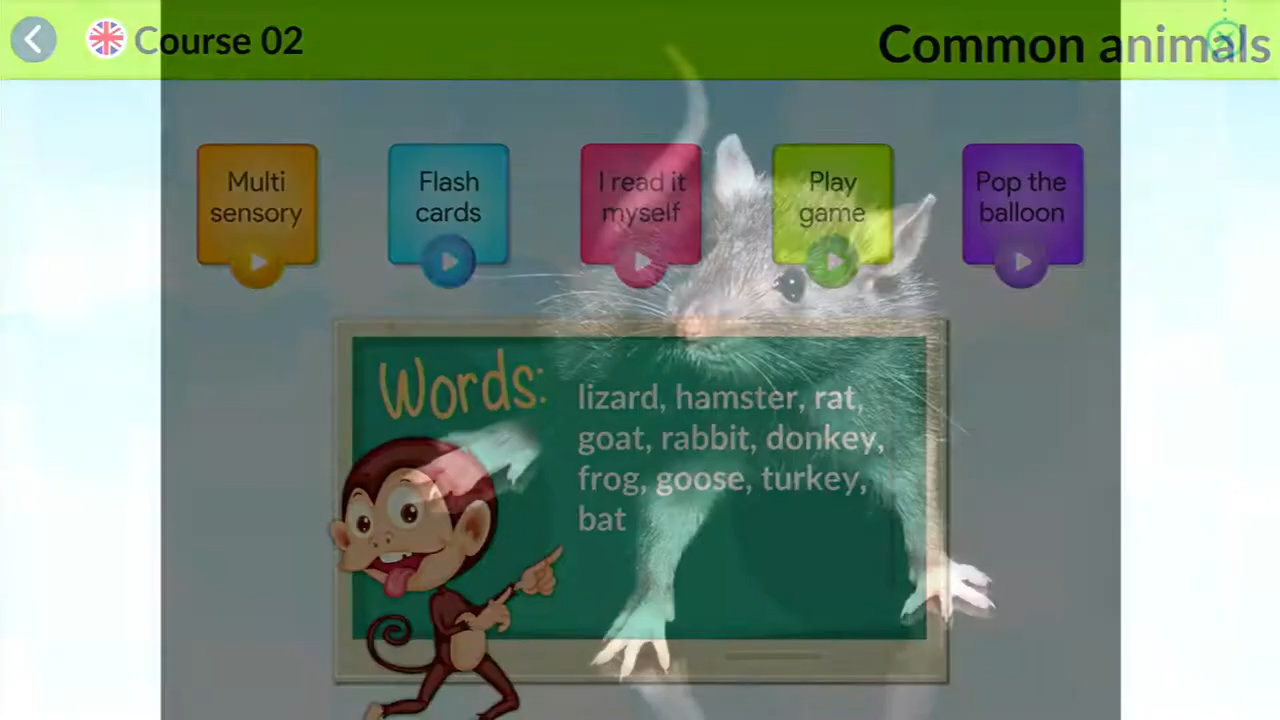 Course 02
Common animals
Multi
sensory
Flash
cards
I read it
myself
Play
game
Pop the
balloon
Words:
lizard, hamster, rat,
goat, rabbit, donkey,
frog, goose, turkey,
bat